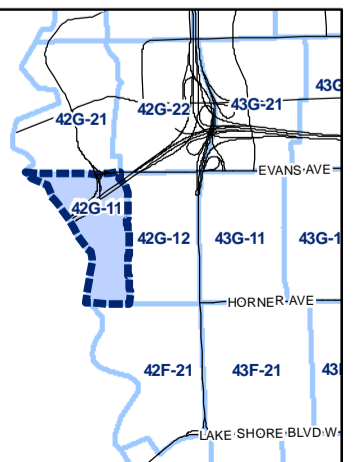 43G
42G-21
42G-22
43G-21
EVANS AVE
42G-11
42G-12
43G-11
43G-1
HORNER AVE
42F-21
43F-21
43
LAKE SHORE BLVD W